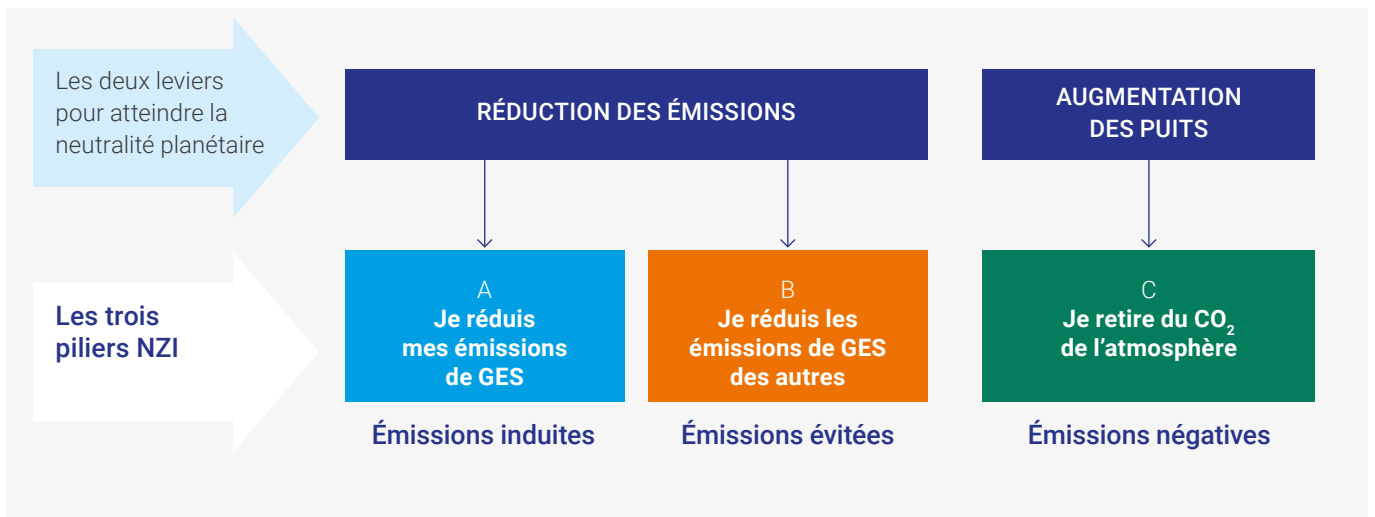 Les deux leviers
pour atteindre la
neutralité planétaire
RÉDUCTION DES ÉMISSIONS
AUGMENTATION
DES PUITS
Les trois
piliers NZI
A
Je réduis
mes émissions
de GES
B
Je réduis les
émissions de GES
des autres
C
Je retire du CO₂
de l’atmosphère
Émissions induites
Émissions évitées
Émissions négatives